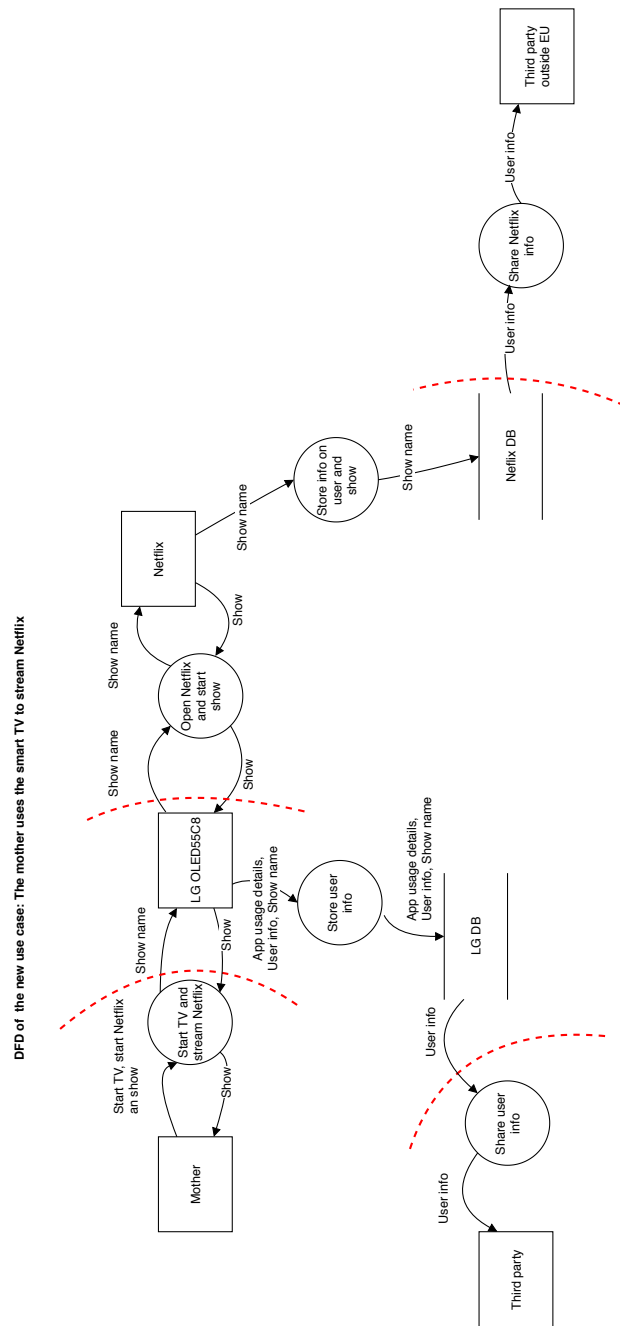 DFD of  the new use case: The mother uses the smart TV to stream Netflix
Mother
Start TV, start Netflix
an show
Show
Start TV and
stream Netflix
Show name
Show
LG OLED55C8
Show name
Show
Open Netflix
and start
show
Show name
Show
Netflix
Show name
Store info on
user and
show
Show name
Neflix DB
User info
Share Netflix
info
User info
Third party
outside EU
App usage details,
User info, Show name
Store user
info
App usage details,
User info, Show name
LG DB
User info
Share user
info
User info
Third party